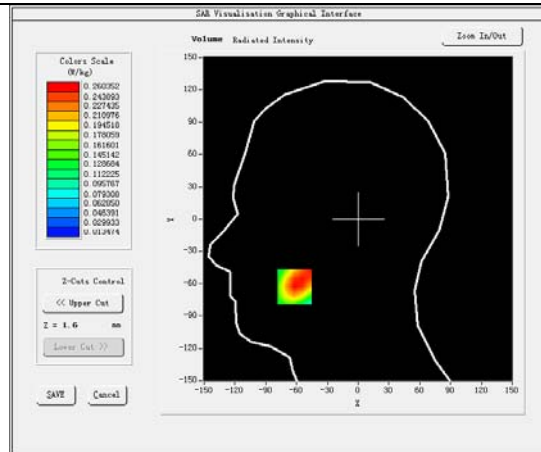 SAR Visualisation Graphical Interface
Volume Radiated Intensity
Zoom In/Out
Colors Scale
(W/kg)
0.260352
0.243893
0.227435
0.210976
0.194518
0.178059
0.161601
0.145142
0.128684
0.112225
0.095767
0.079308
0.062850
0.046391
0.029933
0.013474
Z-Cuts Control
<< Upper Cut
Z = 1.6 mm
Lower Cut >>
SAVE Cancel
150
120
90
60
30
0
-30
-60
-90
-120
-150
Y
-150 -120 -90 -60 -30 0 30 60 90 120 150
X